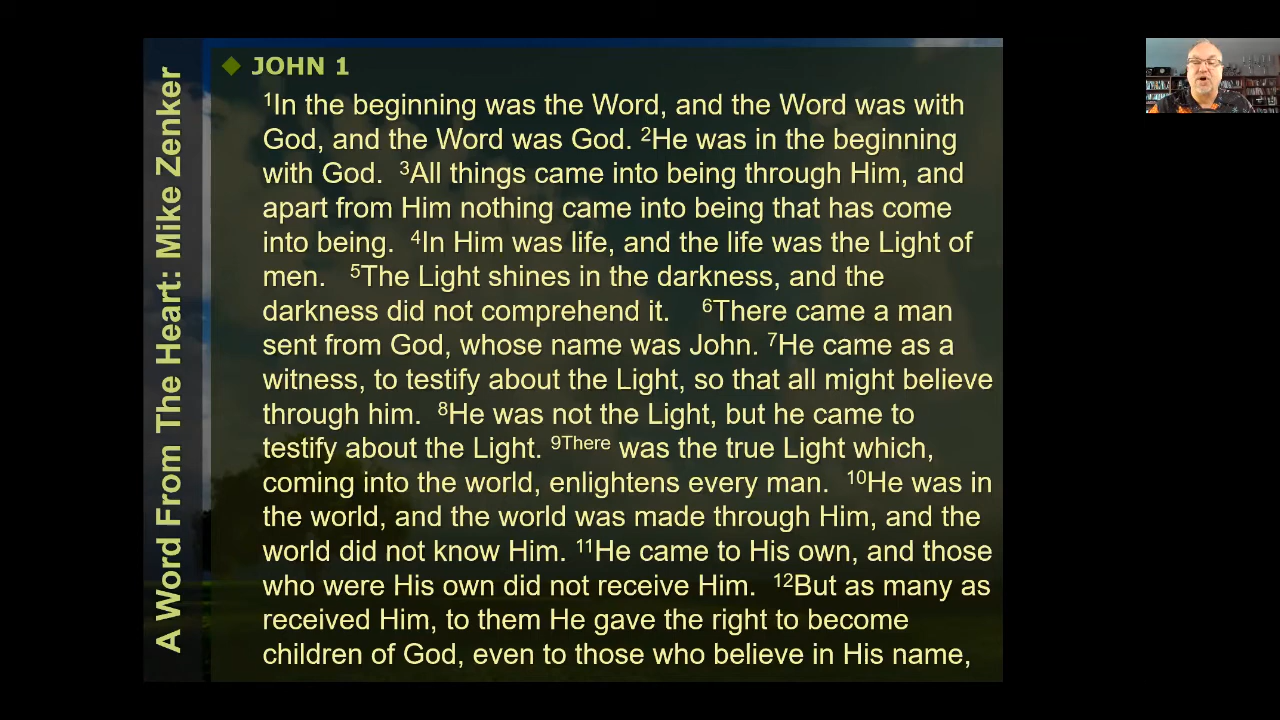 A Word From The Heart: Mike Zenker
JOHN 1
1In the beginning was the Word, and the Word was with
God, and the Word was God. 2He was in the beginning
with God. 3All things came into being through Him, and
apart from Him nothing came into being that has come
into being. 4In Him was life, and the life was the Light of
men. 5The Light shines in the darkness, and the
darkness did not comprehend it. 6There came a man
sent from God, whose name was John. 7He came as a
witness, to testify about the Light, so that all might believe
through him. 8He was not the Light, but he came to
testify about the Light. 9There was the true Light which,
coming into the world, enlightens every man. 10He was in
the world, and the world was made through Him, and the
world did not know Him. 11He came to His own, and those
who were His own did not receive Him. 12But as many as
received Him, to them He gave the right to become
children of God, even to those who believe in His name,